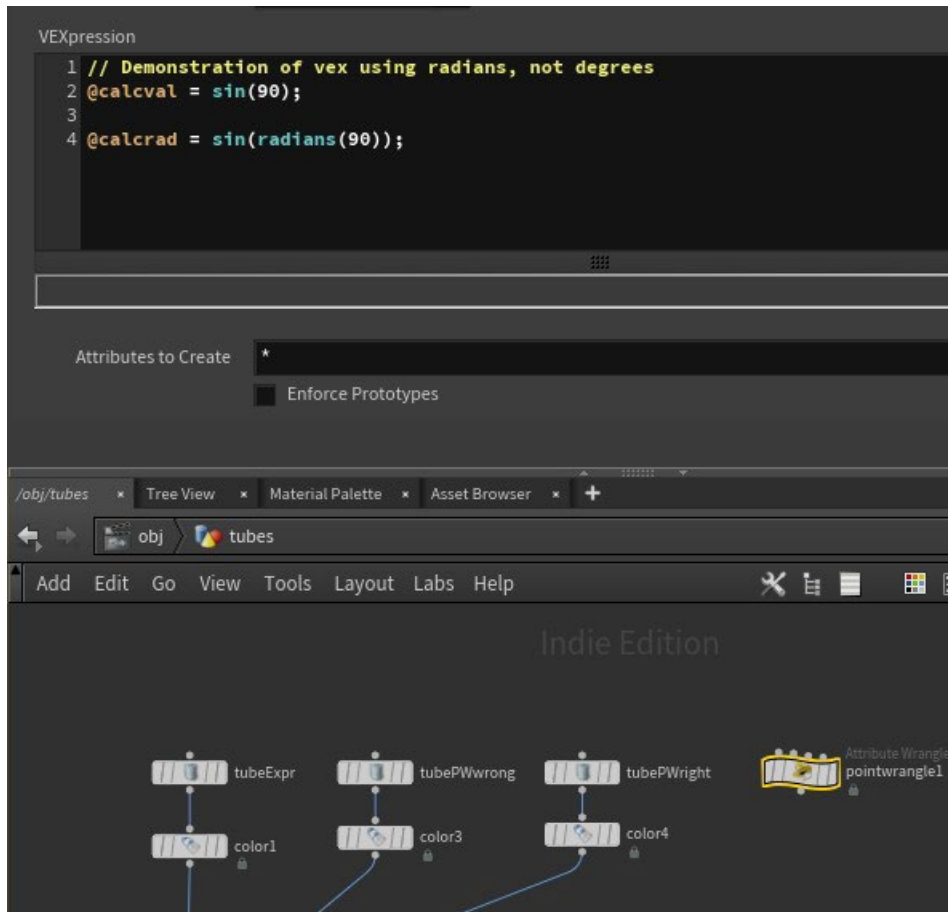 VEXpression
1 // Demonstration of vex using radians, not degrees
2 @calcval = sin(90);
3
4 @calcrad = sin(radians(90));
Attributes to Create *
Enforce Prototypes
/obj/tubes × Tree View × Material Palette × Asset Browser × +
obj tubes
Add Edit Go View Tools Layout Labs Help
Indie Edition
Attribute Wrangle
tubeExpr tubePWwrong tubePWright pointwrangle1
color1 color3 color4